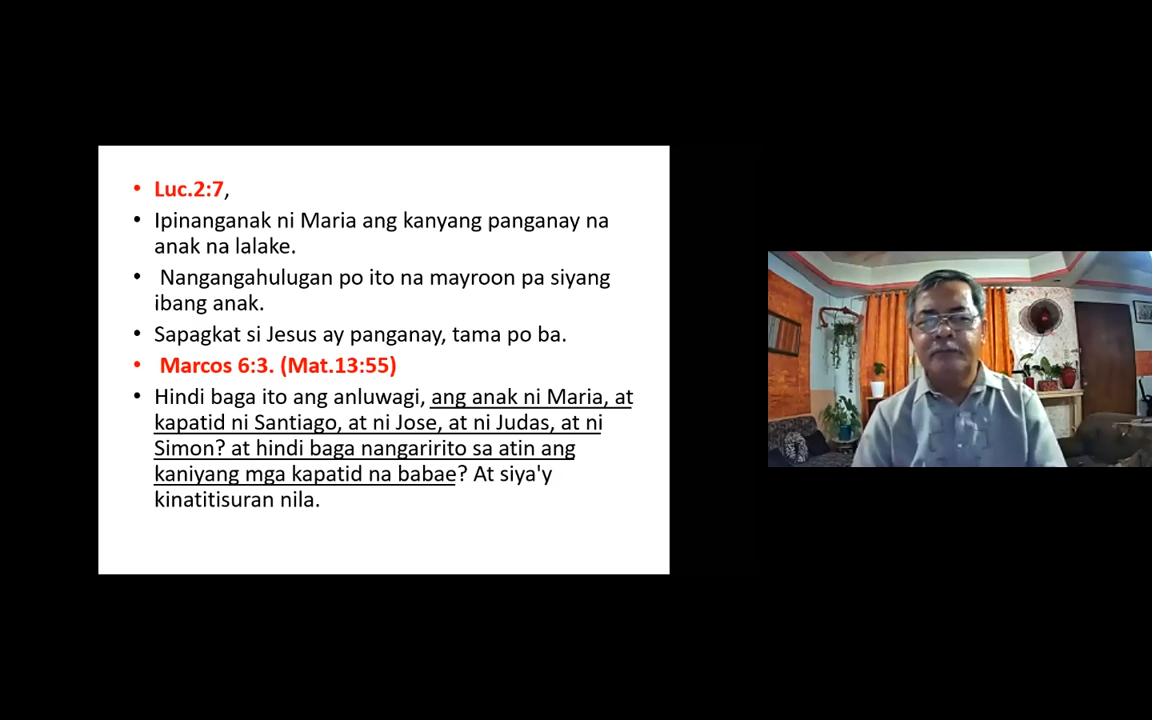 • Luc.2:7,
• Ipinanganak ni Maria ang kanyang panganay na
anak na lalake.
• Nangangahulugan po ito na mayroon pa siyang
ibang anak.
• Sapagkat si Jesus ay panganay, tama po ba.
• Marcos 6:3. (Mat.13:55)
• Hindi baga ito ang anluwagi, ang anak ni Maria, at
kapatid ni Santiago, at ni Jose, at ni Judas, at ni
Simon? at hindi baga nangaririto sa atin ang
kaniyang mga kapatid na babae? At siya'y
kinatitisuran nila.